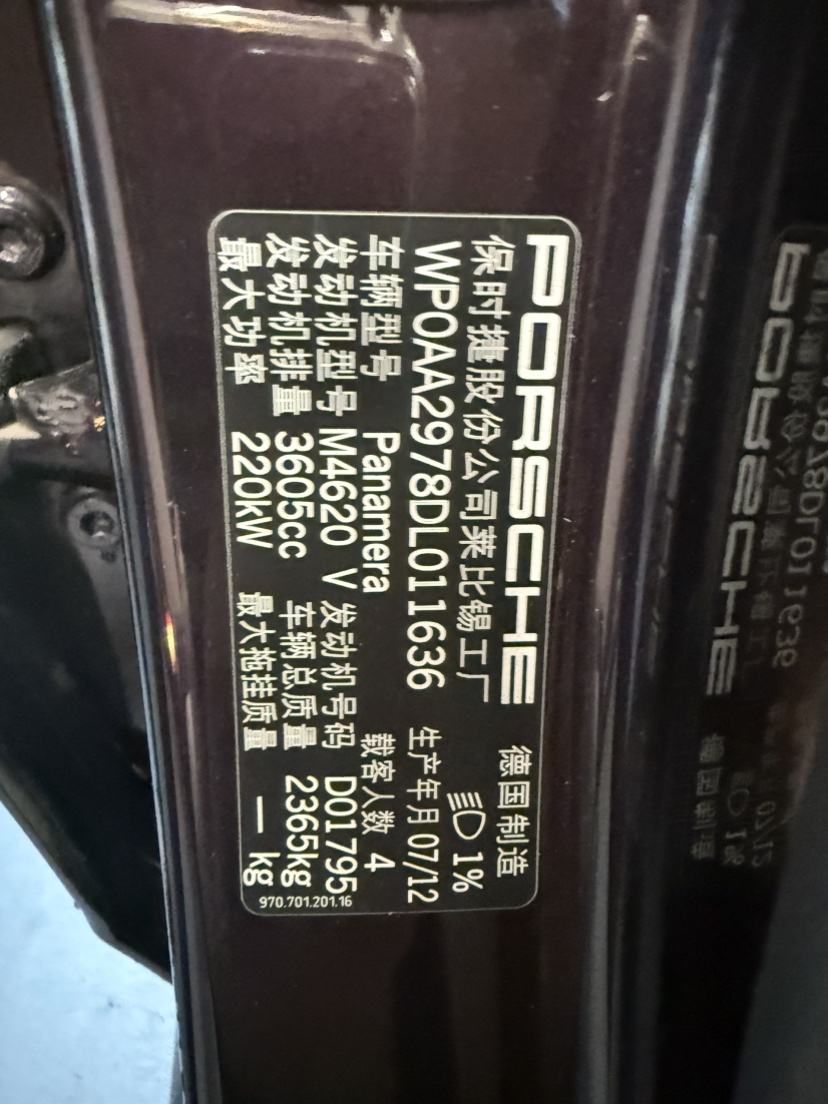 PORSCHE 德国制造
保时捷股份公司莱比锡工厂 1%
WP0AA2978DL011636 生产年月 07/12
车辆型号 Panamera 载客人数 4
发动机型号 M4620 V 发动机号码 D01795
发动机排量 3605cc 车辆总质量 2365kg
最大功率 220kW 最大拖挂质量 — kg
970.701.201.16